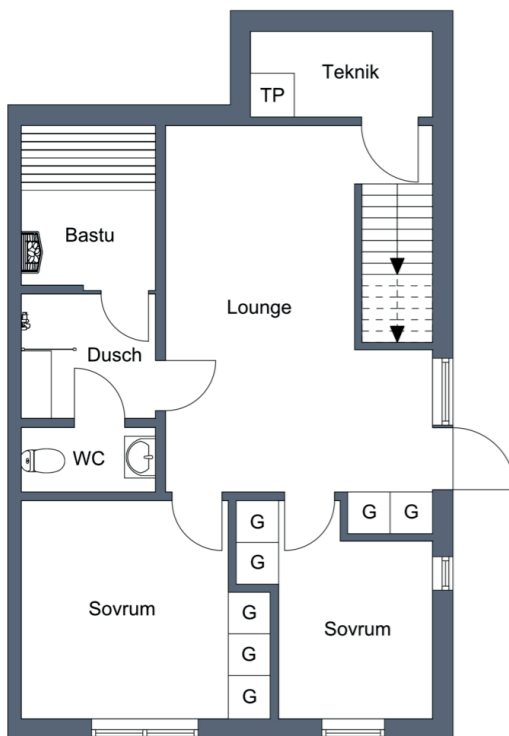 Teknik
TP
Bastu
Lounge
Dusch
WC
G
G
G
G
Sovrum
G
G
G
Sovrum